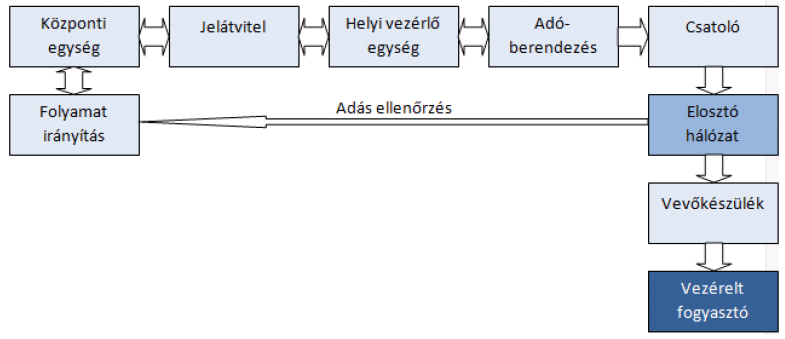 Központi
egység
Jelátvitel
Helyi vezérlő
egység
Adó-
berendezés
Csatoló
Folyamat
irányítás
Adás ellenőrzés
Elosztó
hálózat
Vevőkészülék
Vezérelt
fogyasztó